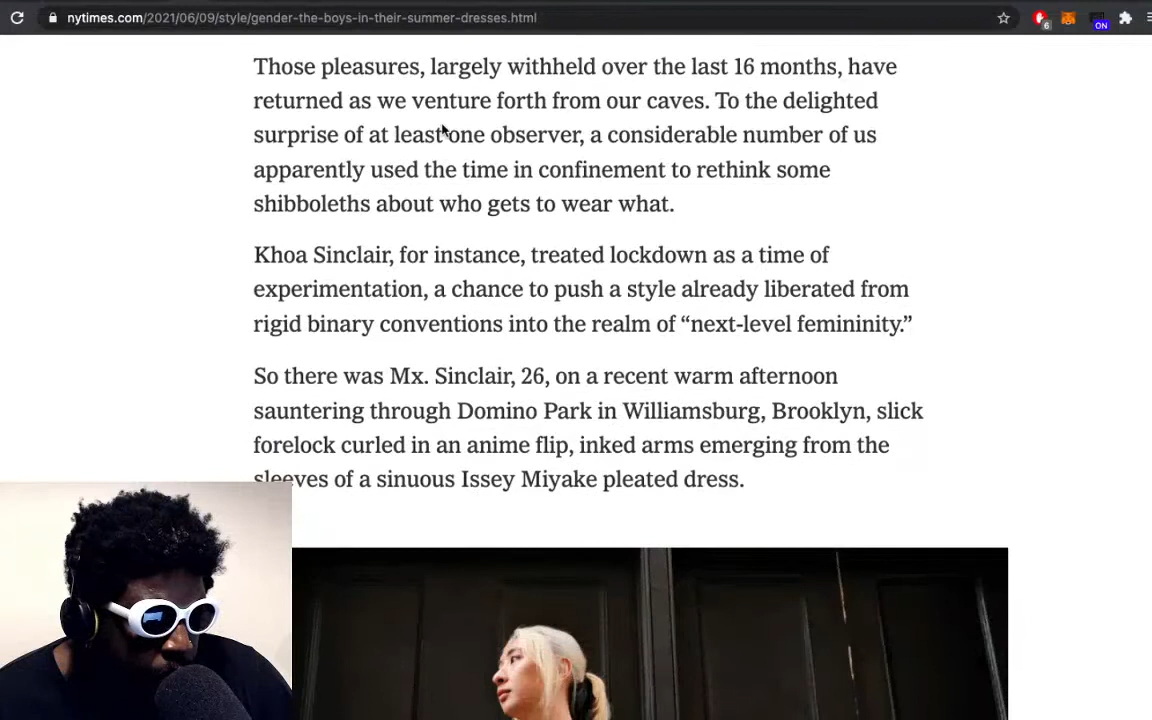 nytimes.com/2021/06/09/style/gender-the-boys-in-their-summer-dresses.html
6
ON
Those pleasures, largely withheld over the last 16 months, have
returned as we venture forth from our caves. To the delighted
surprise of at least one observer, a considerable number of us
apparently used the time in confinement to rethink some
shibboleths about who gets to wear what.
Khoa Sinclair, for instance, treated lockdown as a time of
experimentation, a chance to push a style already liberated from
rigid binary conventions into the realm of “next-level femininity.”
So there was Mx. Sinclair, 26, on a recent warm afternoon
sauntering through Domino Park in Williamsburg, Brooklyn, slick
forelock curled in an anime flip, inked arms emerging from the
sleeves of a sinuous Issey Miyake pleated dress.